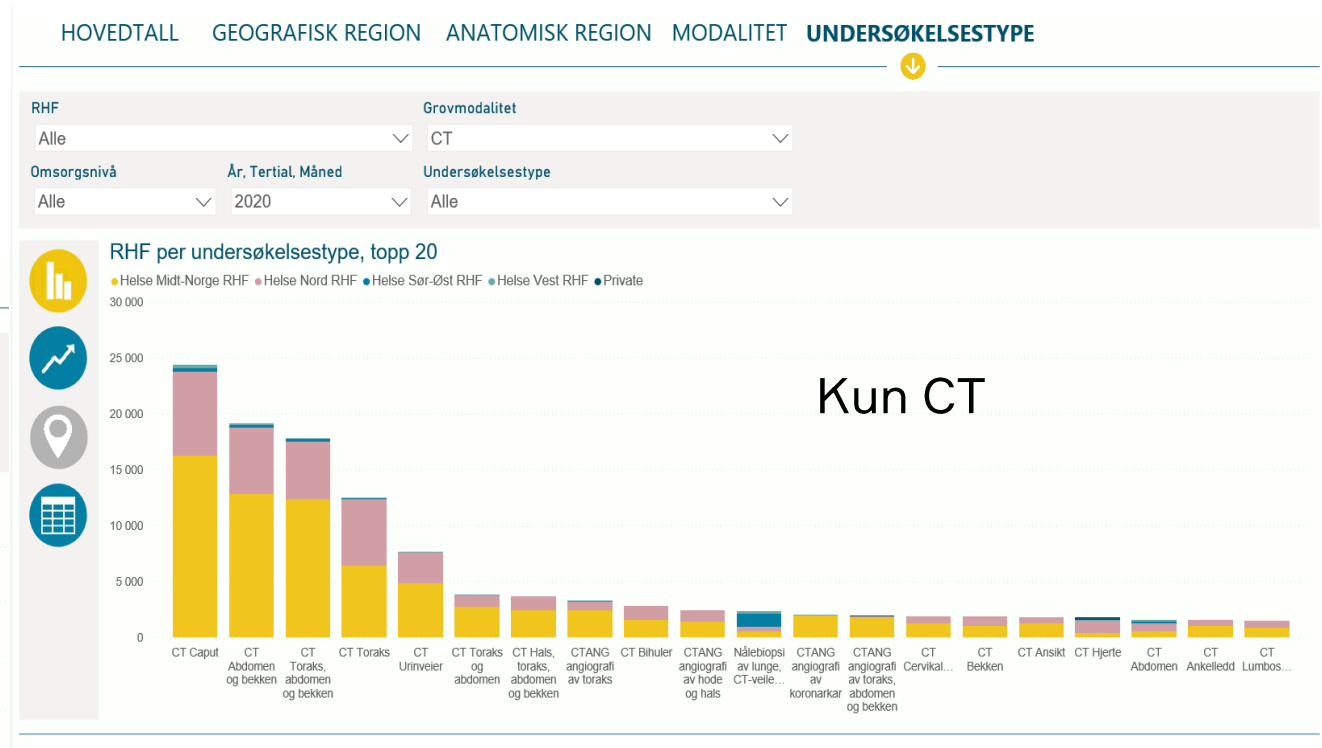 HOVEDTALL GEOGRAFISK REGION ANATOMISK REGION MODALITET UNDERSØKELSESTYPE
RHF Grovmodalitet
Alle CT
Omsorgsnivå År, Tertial, Måned Undersøkelsestype
Alle 2020 Alle
RHF per undersøkelsestype, topp 20
Helse Midt-Norge RHF Helse Nord RHF Helse Sør-Øst RHF Helse Vest RHF Private
30 000
25 000
Kun CT
20 000
15 000
10 000
5 000
0
CT Caput
CT
Abdomen
og bekken
CT
Toraks,
abdomen
og bekken
CT Toraks
CT
Urinveier
CT Toraks
og
abdomen
CT Hals,
toraks,
abdomen
og bekken
CTANG
angiografi
av toraks
CT Bihuler
CTANG
angiografi
av hode
og hals
Nålebiopsi
av lunge,
CT-veile...
CTANG
angiografi
av
koronarkar
CTANG
angiografi
av toraks,
abdomen
og bekken
CT
Cervikal...
CT
Bekken
CT Ansikt
CT Hjerte
CT
Abdomen
CT
Ankelledd
CT
Lumbos...